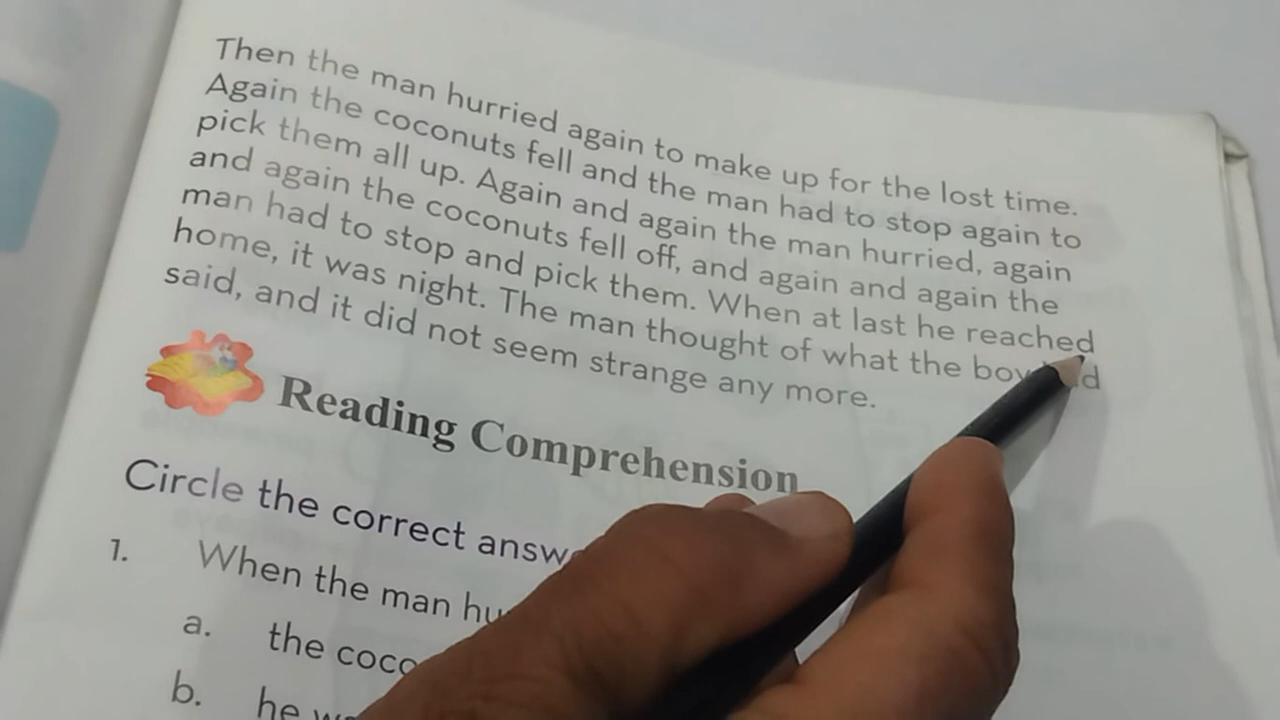 Then the man hurried again to make up for the lost time.
Again the coconuts fell and the man had to stop again to
pick them all up. Again and again the man hurried, again
and again the coconuts fell off, and again and again the
man had to stop and pick them. When at last he reached
home, it was night. The man thought of what the boy
said, and it did not seem strange any more.
Reading Comprehension
Circle the correct
1. When the man
a. the
b. he